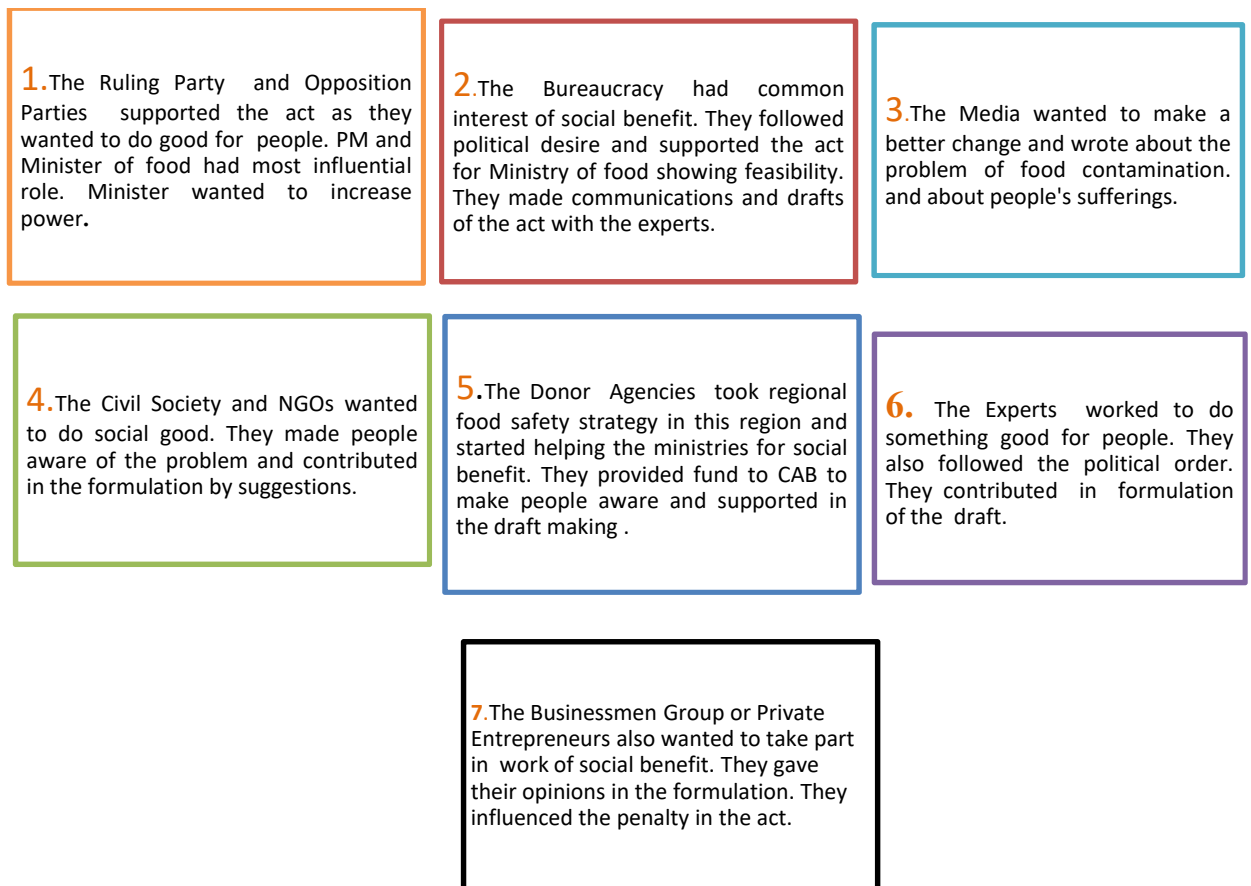 1.The Ruling Party and Opposition
Parties supported the act as they
wanted to do good for people. PM and
Minister of food had most influential
role. Minister wanted to increase
power.
2.The Bureaucracy had common
interest of social benefit. They followed
political desire and supported the act
for Ministry of food showing feasibility.
They made communications and drafts
of the act with the experts.
3.The Media wanted to make a
better change and wrote about the
problem of food contamination.
and about people's sufferings.
4.The Civil Society and NGOs wanted
to do social good. They made people
aware of the problem and contributed
in the formulation by suggestions.
5.The Donor Agencies took regional
food safety strategy in this region and
started helping the ministries for social
benefit. They provided fund to CAB to
make people aware and supported in
the draft making .
6. The Experts worked to do
something good for people. They
also followed the political order.
They contributed in formulation
of the draft.
7.The Businessmen Group or Private
Entrepreneurs also wanted to take part
in work of social benefit. They gave
their opinions in the formulation. They
influenced the penalty in the act.